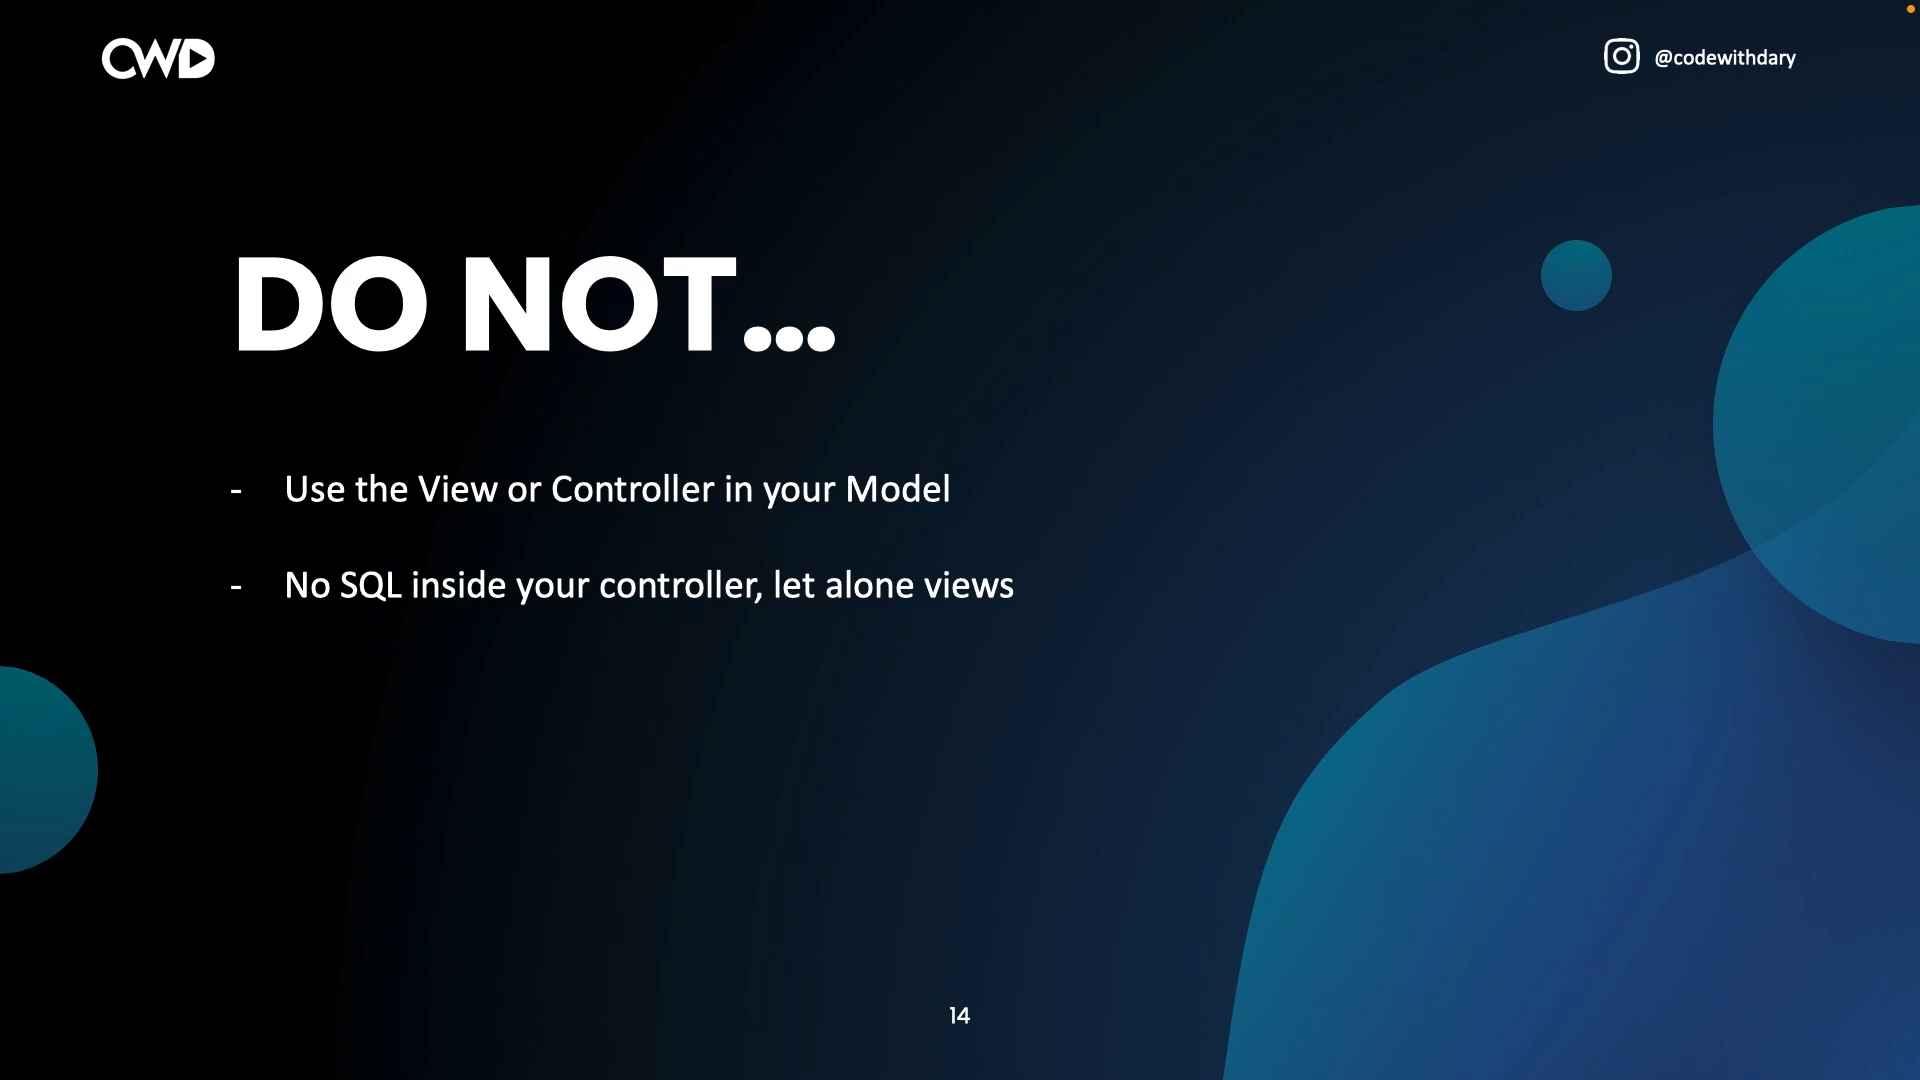 CWD
@codewithdary
DO NOT...
- Use the View or Controller in your Model
- No SQL inside your controller, let alone views
14